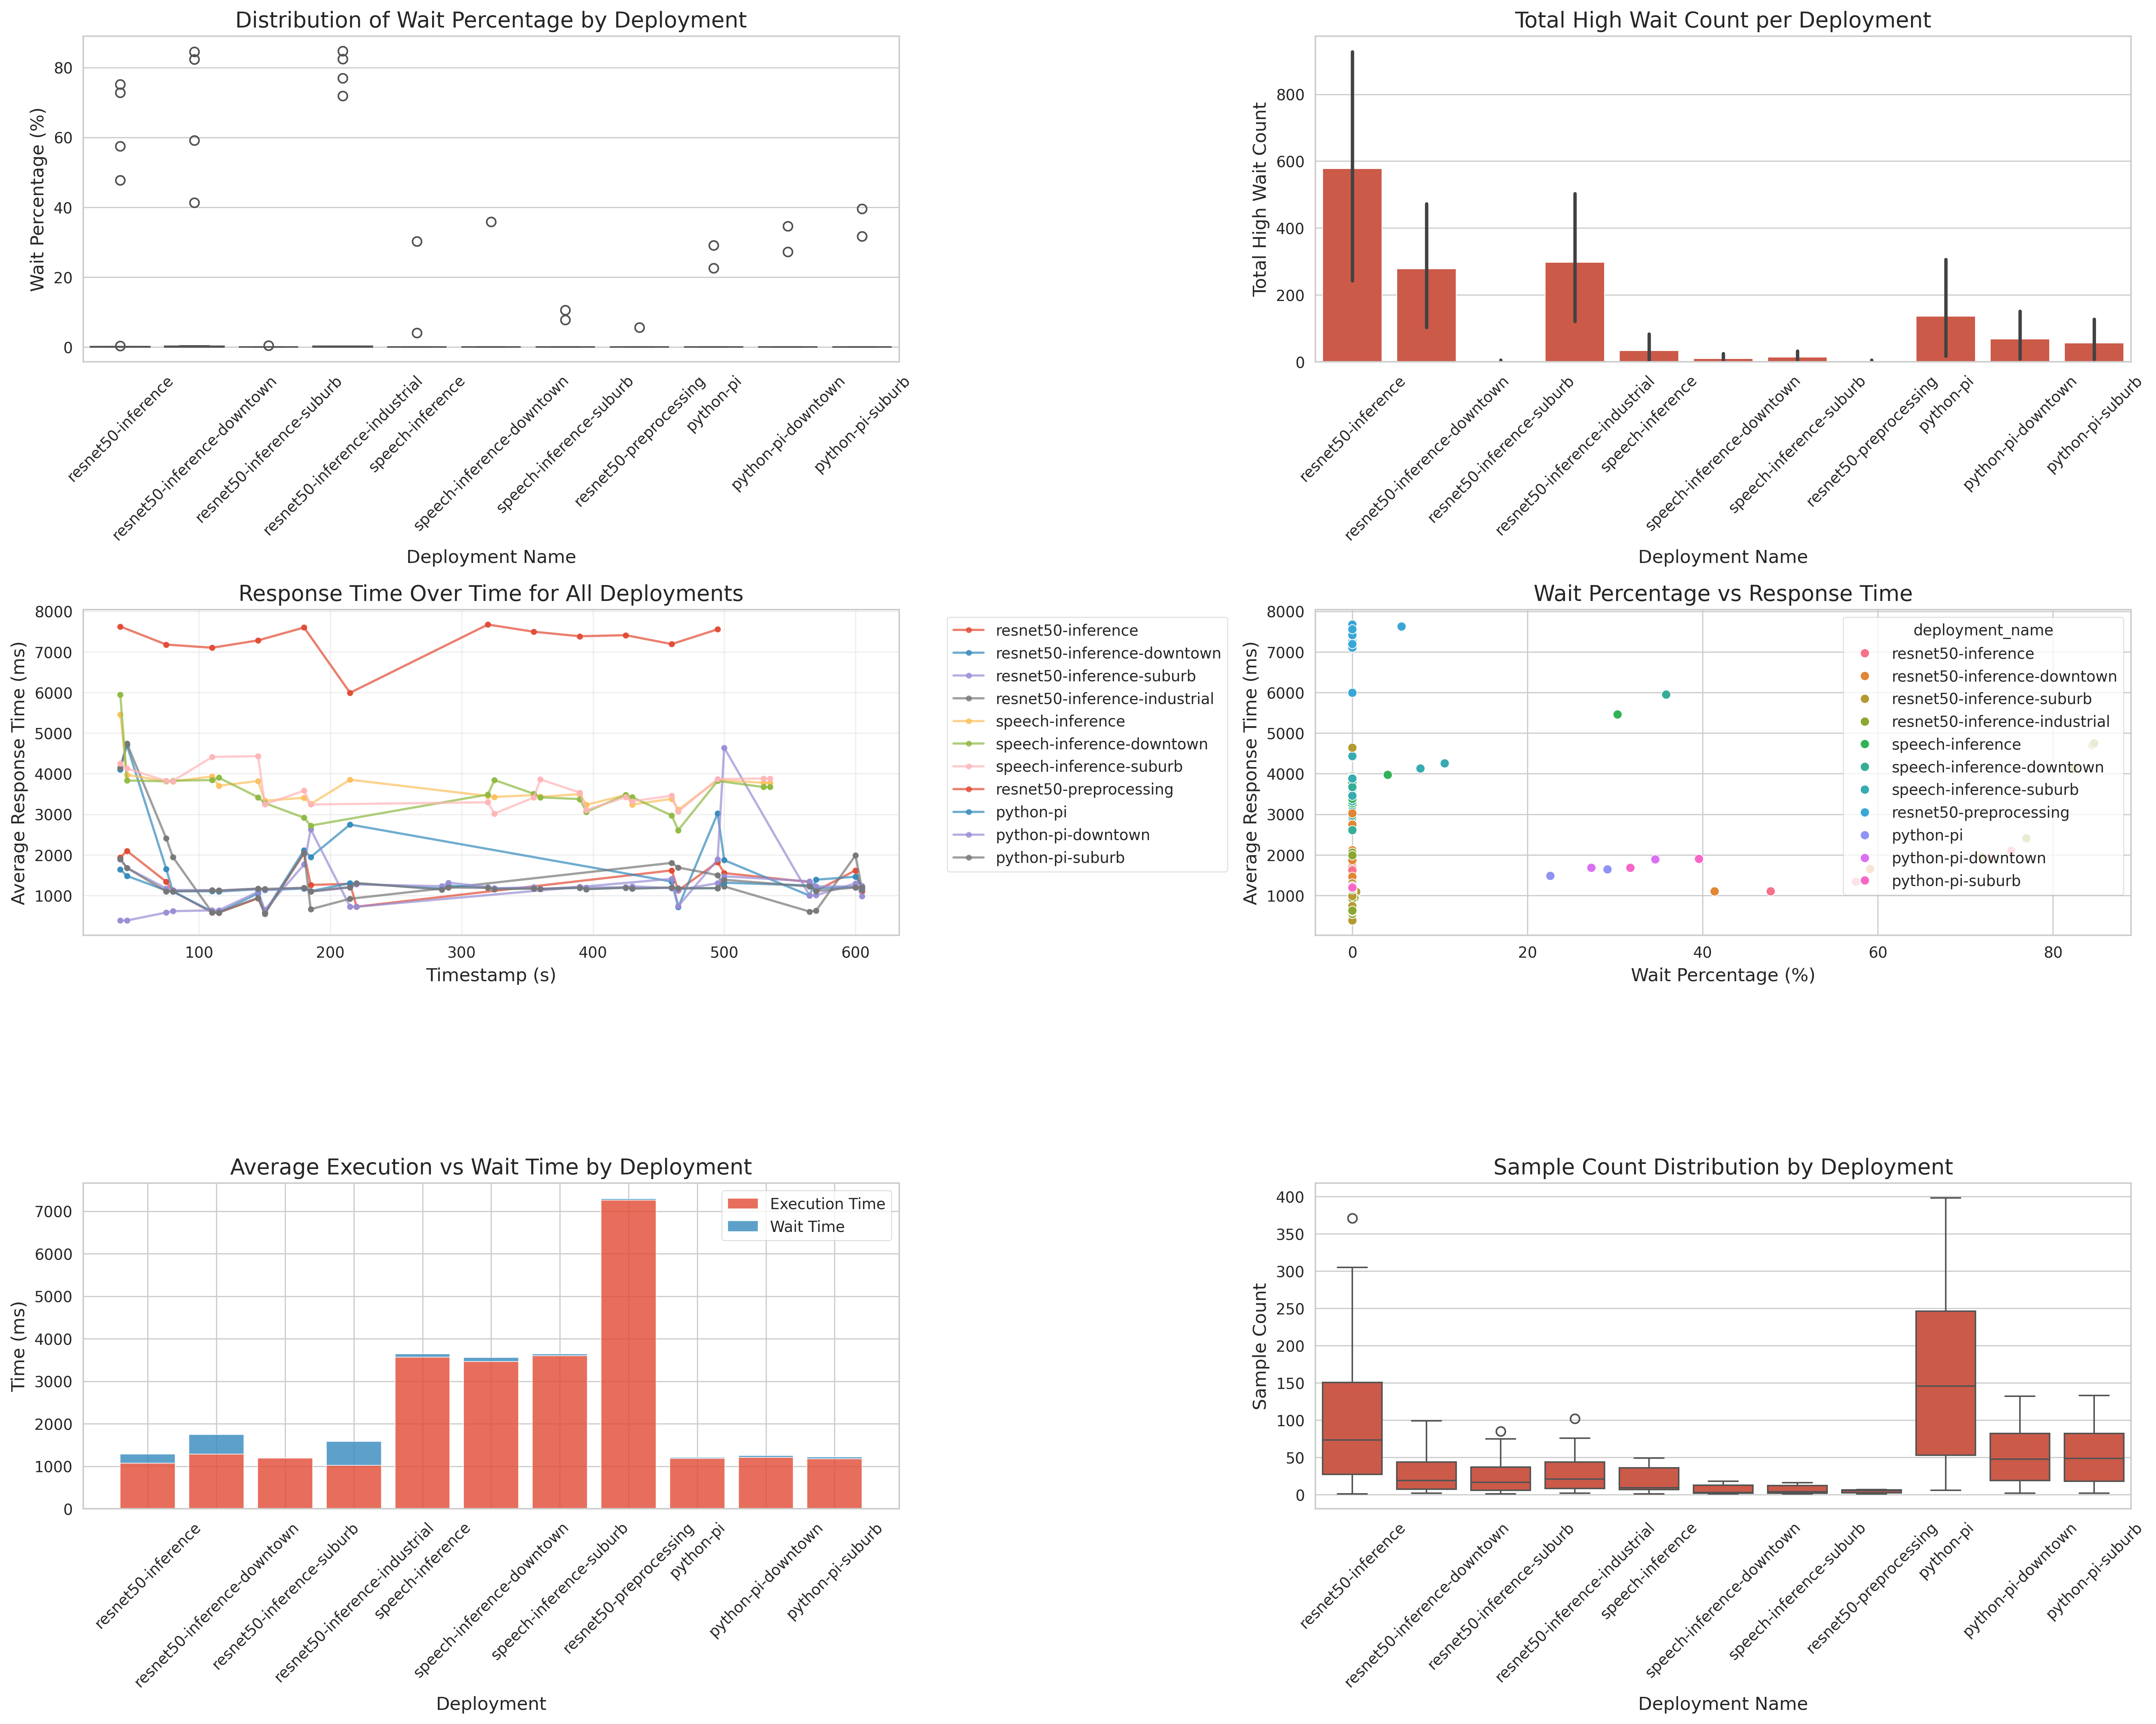 Distribution of Wait Percentage by Deployment
Wait Percentage (%)
80
60
40
20
0
resnet50-inference
resnet50-inference-downtown
resnet50-inference-suburb
resnet50-inference-industrial
speech-inference
speech-inference-downtown
speech-inference-suburb
resnet50-preprocessing
python-pi
python-pi-downtown
python-pi-suburb
Deployment Name
Total High Wait Count per Deployment
Total High Wait Count
800
600
400
200
0
resnet50-inference
resnet50-inference-downtown
resnet50-inference-suburb
resnet50-inference-industrial
speech-inference
speech-inference-downtown
speech-inference-suburb
resnet50-preprocessing
python-pi
python-pi-downtown
python-pi-suburb
Deployment Name
Response Time Over Time for All Deployments
Average Response Time (ms)
8000
7000
6000
5000
4000
3000
2000
1000
100
200
300
400
500
600
Timestamp (s)
resnet50-inference
resnet50-inference-downtown
resnet50-inference-suburb
resnet50-inference-industrial
speech-inference
speech-inference-downtown
speech-inference-suburb
resnet50-preprocessing
python-pi
python-pi-downtown
python-pi-suburb
Wait Percentage vs Response Time
Average Response Time (ms)
8000
7000
6000
5000
4000
3000
2000
1000
0
20
40
60
80
Wait Percentage (%)
deployment_name
resnet50-inference
resnet50-inference-downtown
resnet50-inference-suburb
resnet50-inference-industrial
speech-inference
speech-inference-downtown
speech-inference-suburb
resnet50-preprocessing
python-pi
python-pi-downtown
python-pi-suburb
Average Execution vs Wait Time by Deployment
Time (ms)
7000
6000
5000
4000
3000
2000
1000
0
Execution Time
Wait Time
resnet50-inference
resnet50-inference-downtown
resnet50-inference-suburb
resnet50-inference-industrial
speech-inference
speech-inference-downtown
speech-inference-suburb
resnet50-preprocessing
python-pi
python-pi-downtown
python-pi-suburb
Deployment
Sample Count Distribution by Deployment
Sample Count
400
350
300
250
200
150
100
50
0
resnet50-inference
resnet50-inference-downtown
resnet50-inference-suburb
resnet50-inference-industrial
speech-inference
speech-inference-downtown
speech-inference-suburb
resnet50-preprocessing
python-pi
python-pi-downtown
python-pi-suburb
Deployment Name